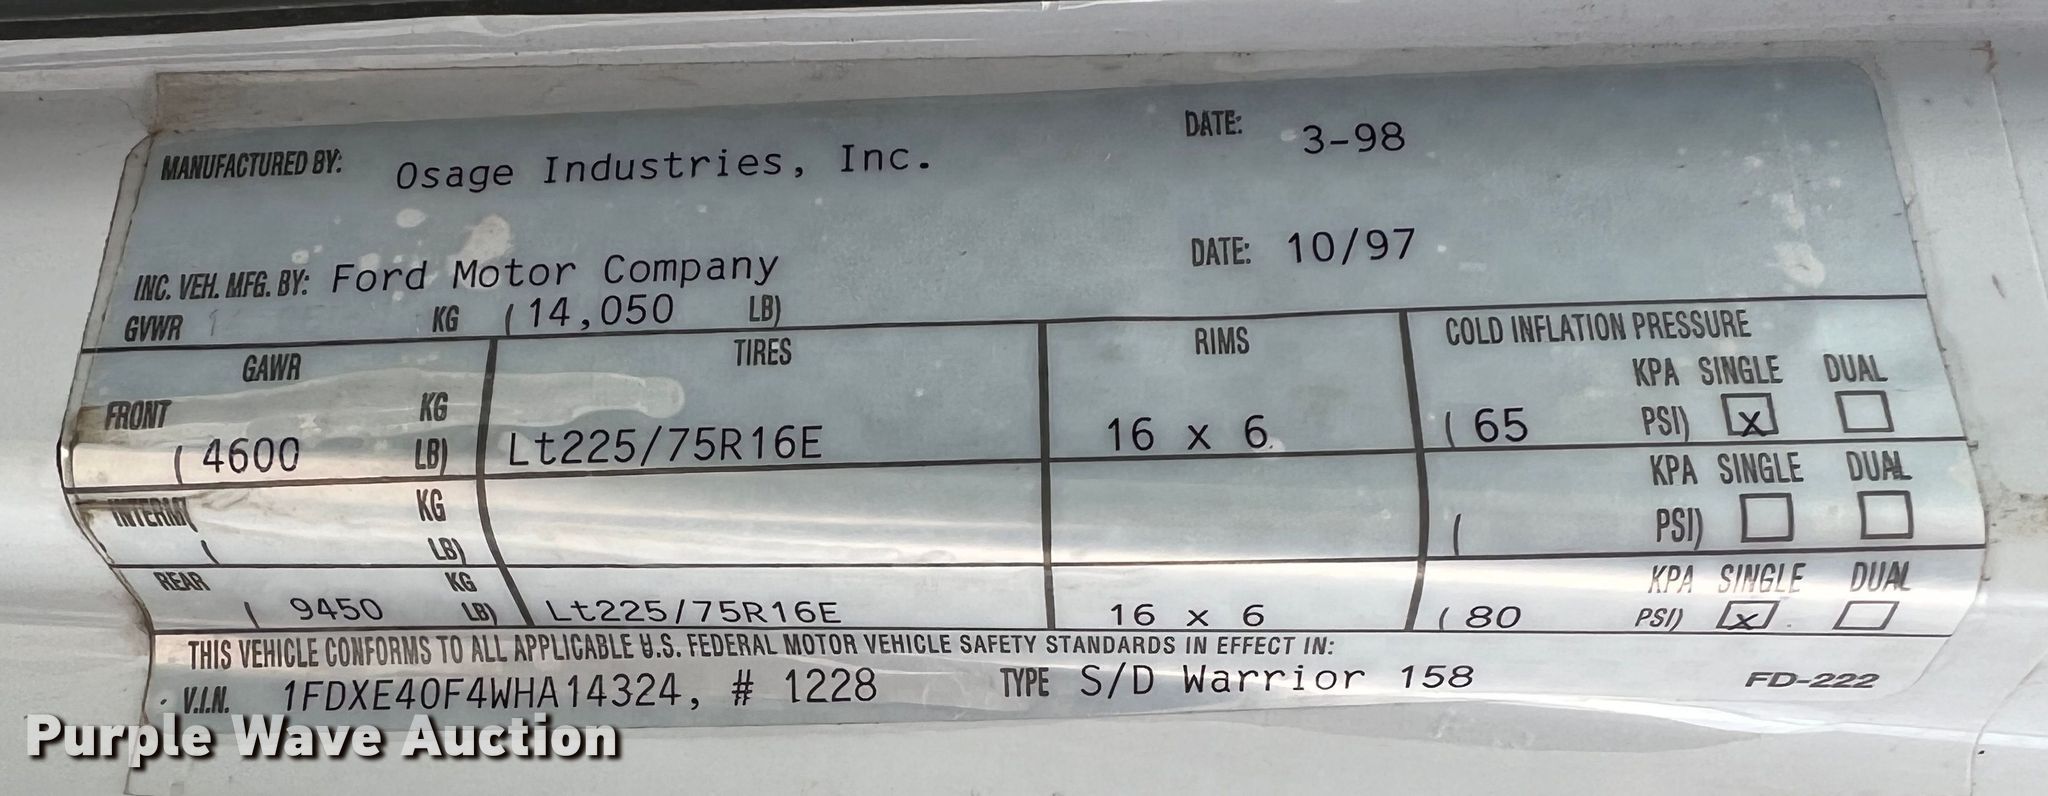 MANUFACTURED BY: Osage Industries, Inc. DATE: 3-98
INC. VEH. MFG. BY: Ford Motor Company DATE: 10/97
GVWR KG (14,050 LB)
GAWR TIRES RIMS COLD INFLATION PRESSURE
FRONT KG KPA SINGLE DUAL
(4600 LB) Lt225/75R16E 16 x 6 (65 PSI) x
INTERM KG KPA SINGLE DUAL
( LB) ( PSI)
REAR KG KPA SINGLE DUAL
( 9450 LB) Lt225/75R16E 16 x 6 (80 PSI) x
THIS VEHICLE CONFORMS TO ALL APPLICABLE U.S. FEDERAL MOTOR VEHICLE SAFETY STANDARDS IN EFFECT IN:
V.I.N. 1FDXE40F4WHA14324, # 1228 TYPE S/D Warrior 158 FD-222
Purple Wave Auction